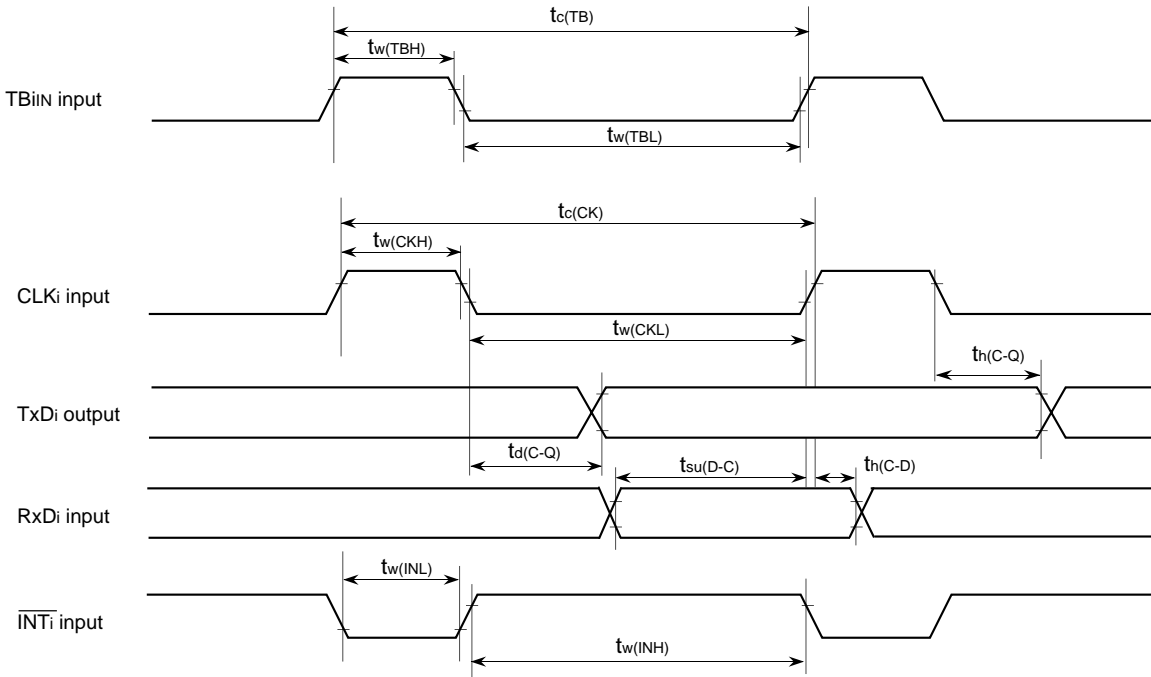 tc(TB)
tw(TBH)
TBiIN input
tw(TBL)
tc(CK)
tw(CKH)
CLKi input
tw(CKL)
th(C-Q)
TxDi output
td(C-Q)
tsu(D-C)
th(C-D)
RxDi input
tw(INL)
INTi input
tw(INH)